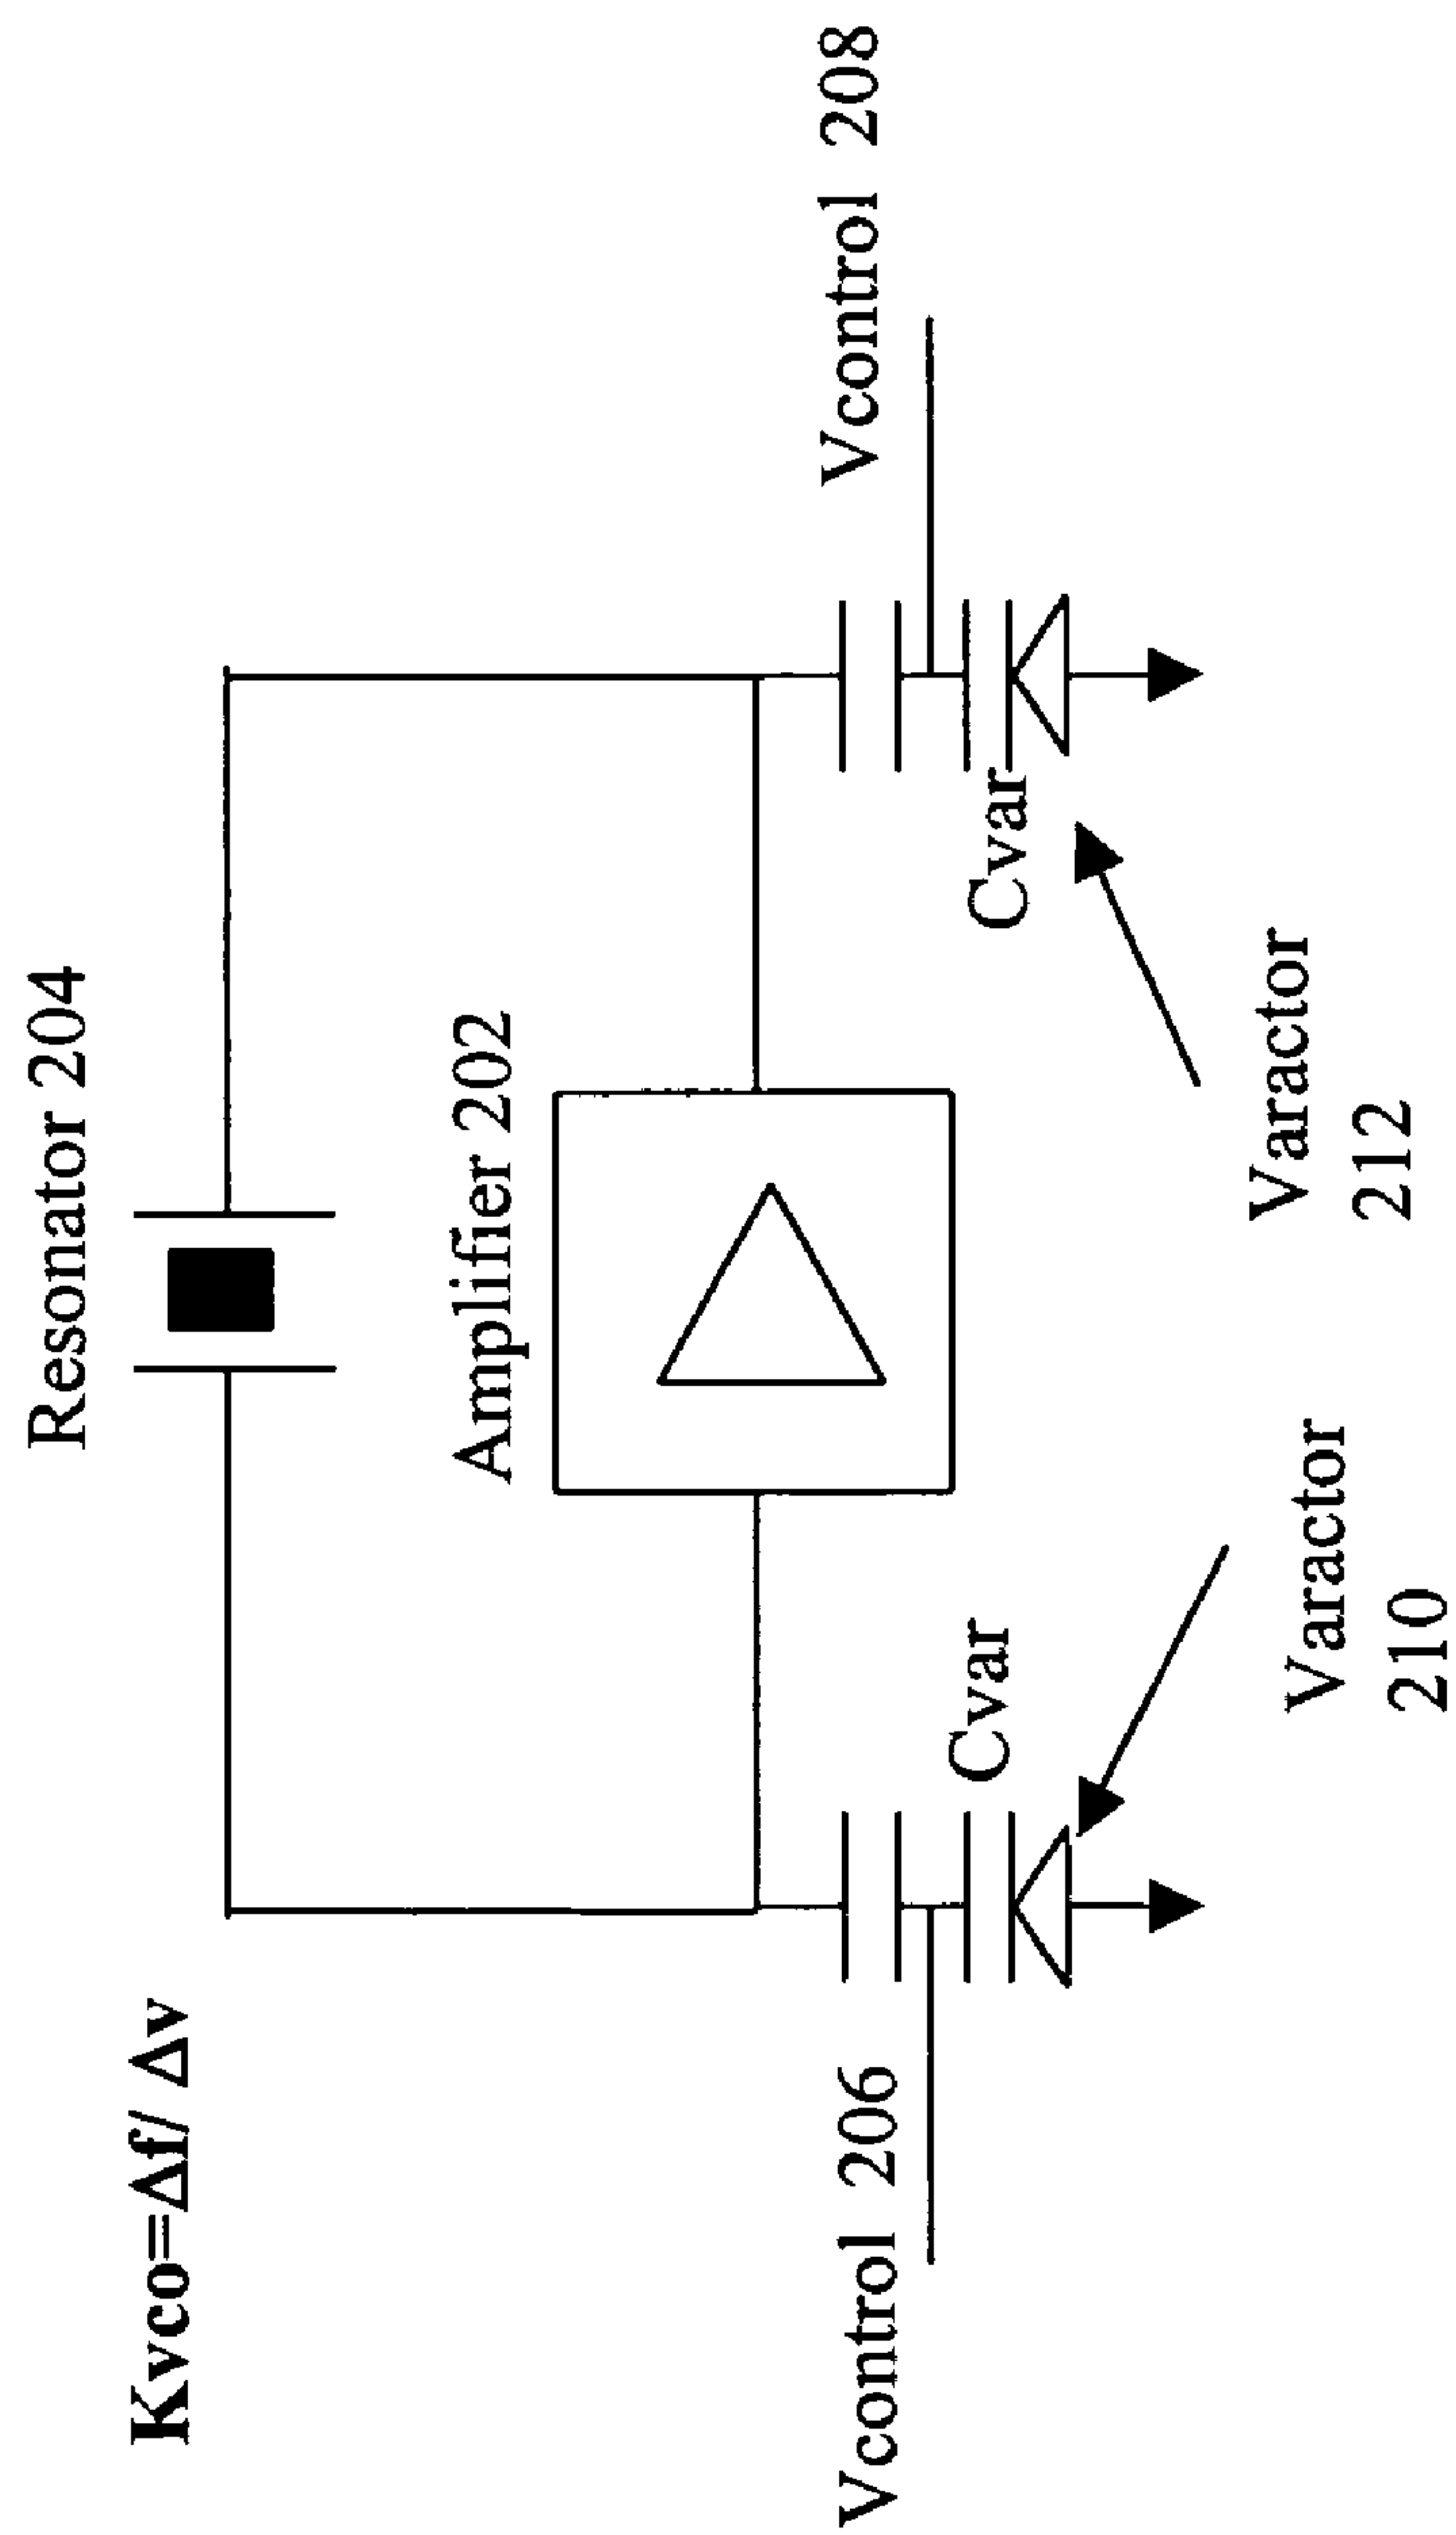 Resonator 204
Kvco=Δf/ Δv
Amplifier 202
Vcontrol 206
Vcontrol 208
Cvar
Cvar
Varactor
210
Varactor
212